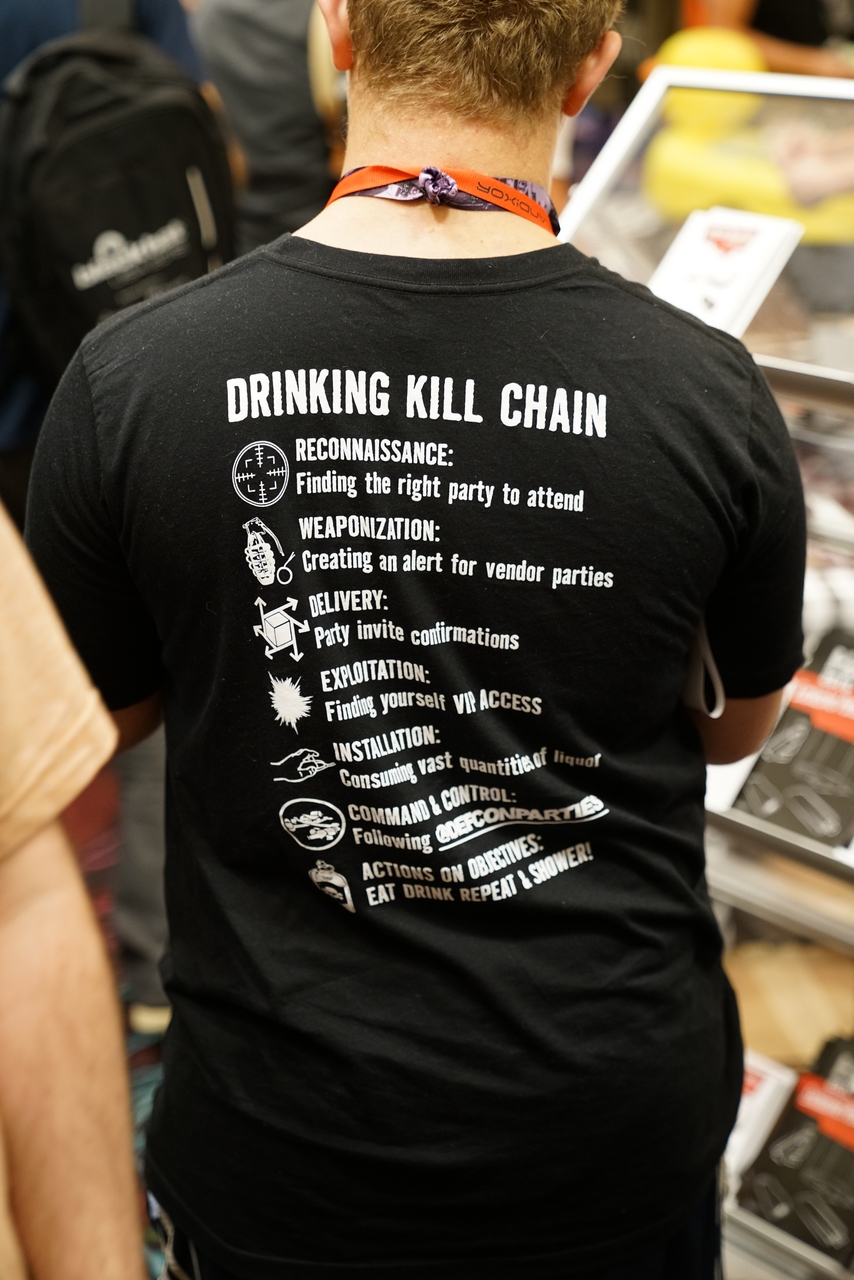 DRINKING KILL CHAIN
RECONNAISSANCE:
Finding the right party to attend
WEAPONIZATION:
Creating an alert for vendor parties
DELIVERY:
Party invite confirmations
EXPLOITATION:
Finding yourself VIP ACCESS
INSTALLATION:
Consuming vast quantities of liquor
COMMAND & CONTROL:
Following @DEFCONPARTIES
ACTIONS ON OBJECTIVES:
EAT DRINK REPEAT & SHOWER!